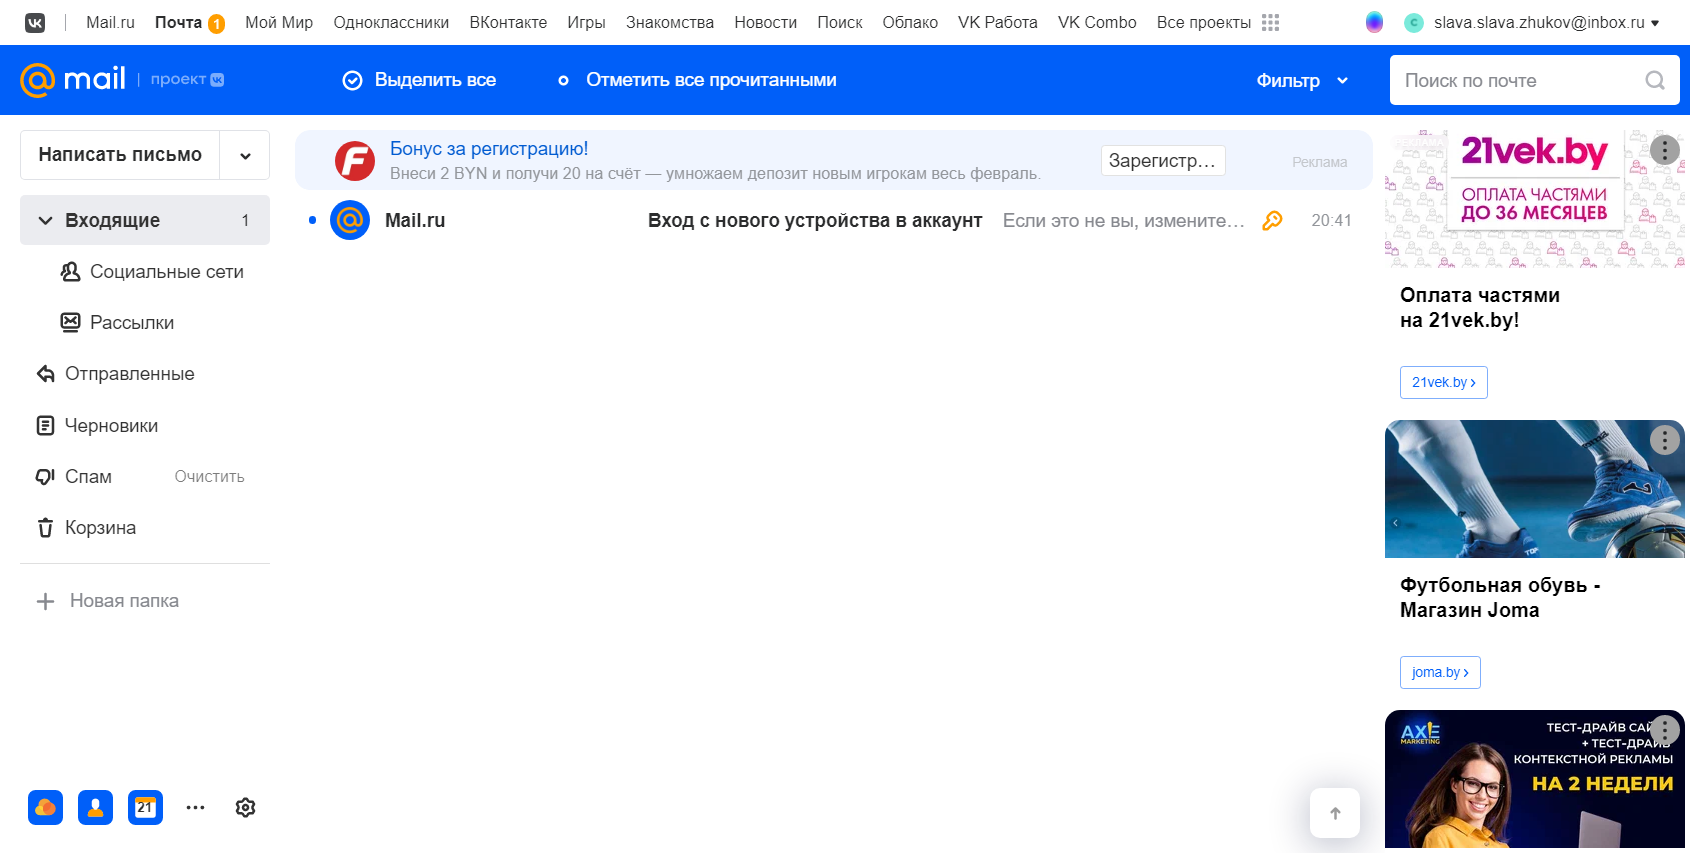 Mail.ru Почта 1 Мой Мир Одноклассники ВКонтакте Игры Знакомства Новости Поиск Облако VK Работа VK Combo Все проекты C slava.slava.zhukov@inbox.ru
@mail проект Выделить все Отметить все прочитанными Фильтр Поиск по почте
Написать письмо
Входящие 1
Социальные сети
Рассылки
Отправленные
Черновики
Спам Очистить
Корзина
Новая папка
21
Бонус за регистрацию!
Внеси 2 BYN и получи 20 на счёт — умножаем депозит новым игрокам весь февраль.
Зарегистр…
Реклама
Mail.ru Вход с нового устройства в аккаунт Если это не вы, измените… 20:41
21vek.by
ОПЛАТА ЧАСТЯМИ
ДО 36 МЕСЯЦЕВ
Оплата частями
на 21vek.by!
21vek.by
Футбольная обувь -
Магазин Joma
joma.by
AXE
MARKETING
ТЕСТ-ДРАЙВ САЙ
+ ТЕСТ-ДРАЙВ
КОНТЕКСТНОЙ РЕКЛАМЫ
НА 2 НЕДЕЛИ